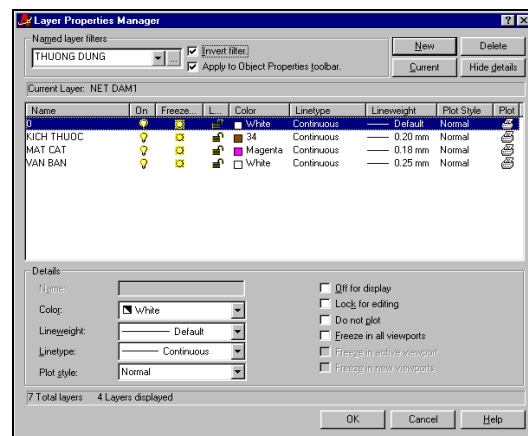 Layer Properties Manager
Named layer filters
THUONG DUNG
...
Invert filter
Apply to Object Properties toolbar.
New
Delete
Current
Hide details
Current Layer: NET DAM1
Name On Freeze... L... Color Linetype Lineweight Plot Style Plot
0 White Continuous Default Normal
KICH THUOC 34 Continuous 0.20 mm Normal
MAT CAT Magenta Continuous 0.18 mm Normal
VAN BAN White Continuous 0.25 mm Normal
Details
Name:
Color: White
Lineweight: Default
Linetype: Continuous
Plot style: Normal
Off for display
Lock for editing
Do not plot
Freeze in all viewports
Freeze in active viewport
Freeze in new viewports
7 Total layers 4 Layers displayed
OK Cancel Help